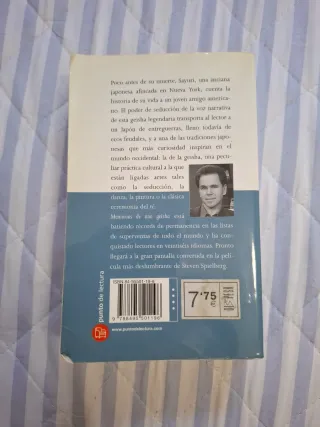 Poco antes de su muerte, Sayuri, una anciana
japonesa afincada en Nueva York, cuenta la
historia de su vida a un joven amigo america-
no. El poder de seducción de la voz narrativa
de esta geisha legendaria transporta al lector a
un Japón de entreguerras, lleno todavía de
ecos feudales, y a una de las tradiciones japo-
nesas que más curiosidad inspiran en el
mundo occidental: la de la geisha, una pecu-
liar práctica cultural a la que
están ligadas artes tales
como la seducción, la
danza, la pintura o la clásica
ceremonia del té.
Memorias de una geisha está
batiendo records de permanencia en las listas
de superventas de todo el mundo y ha con-
quistado lectores en veintiséis idiomas. Pronto
llegará a la gran pantalla convertida en la pelí-
cula más deslumbrante de Steven Spielberg.
punto de lectura
www.puntodelectura.com
7'75